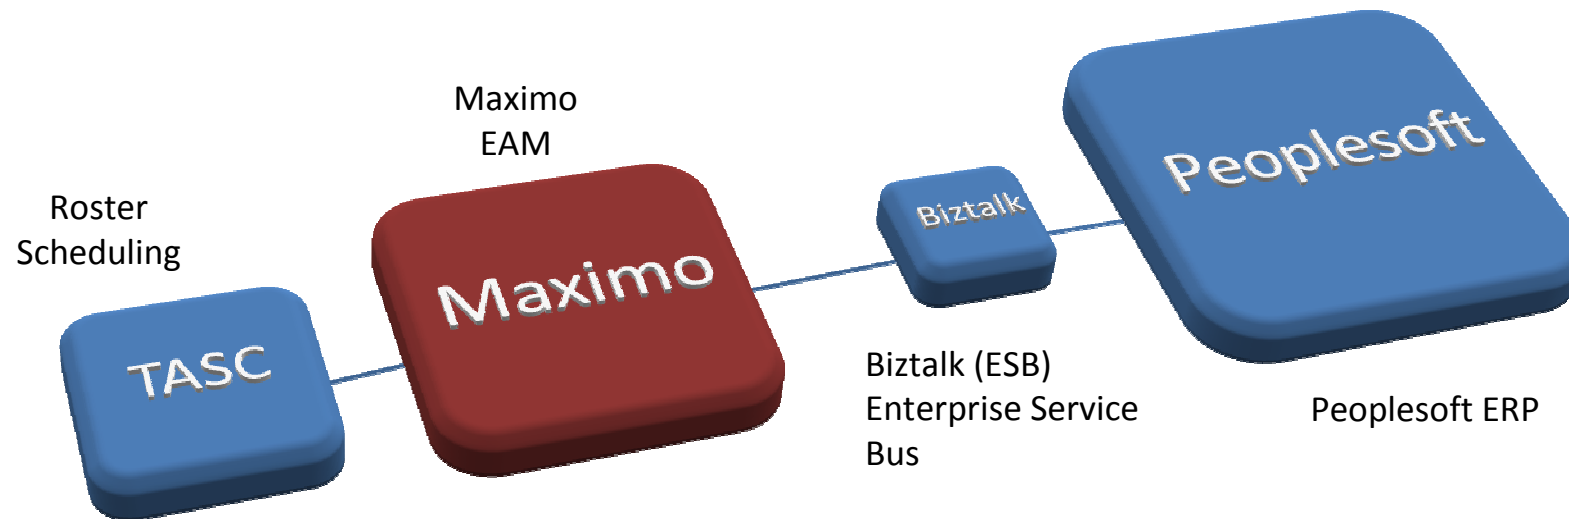 Roster
Scheduling
TASC
Maximo
EAM
Maximo
Biztalk
Biztalk (ESB)
Enterprise Service
Bus
Peoplesoft
Peoplesoft ERP